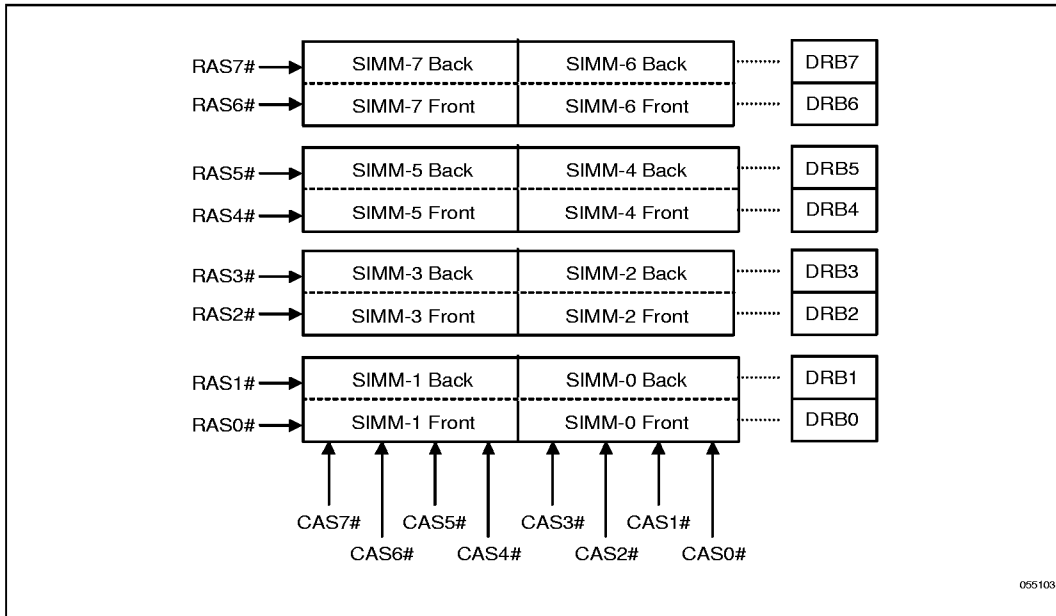 RAS7# SIMM-7 Back SIMM-6 Back DRB7
RAS6# SIMM-7 Front SIMM-6 Front DRB6
RAS5# SIMM-5 Back SIMM-4 Back DRB5
RAS4# SIMM-5 Front SIMM-4 Front DRB4
RAS3# SIMM-3 Back SIMM-2 Back DRB3
RAS2# SIMM-3 Front SIMM-2 Front DRB2
RAS1# SIMM-1 Back SIMM-0 Back DRB1
RAS0# SIMM-1 Front SIMM-0 Front DRB0
CAS7# CAS5# CAS3# CAS1#
CAS6# CAS4# CAS2# CAS0#
055103